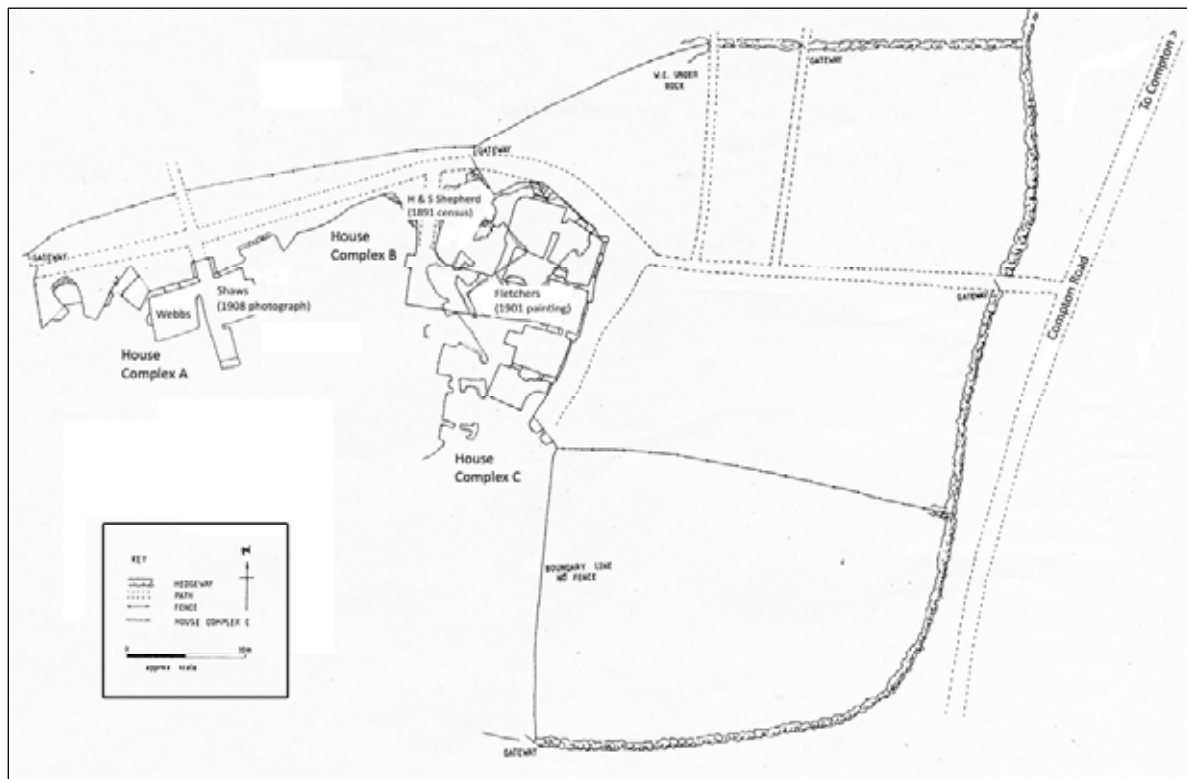 To Compton
GATEWAY
W.C. UNDER
ROCK
GATEWAY
H & S Shepherd
(1891 census)
House
Complex B
GATEWAY
Shaws
(1908 photograph)
Webbs
Fletchers
(1901 painting)
GATEWAY
Compton Road
House
Complex A
House
Complex C
BOUNDARY LINE
NO FENCE
KEY
N
HEDGEWAY
PATH
FENCE
HOUSE COMPLEX C
0
approx scale
GATEWAY